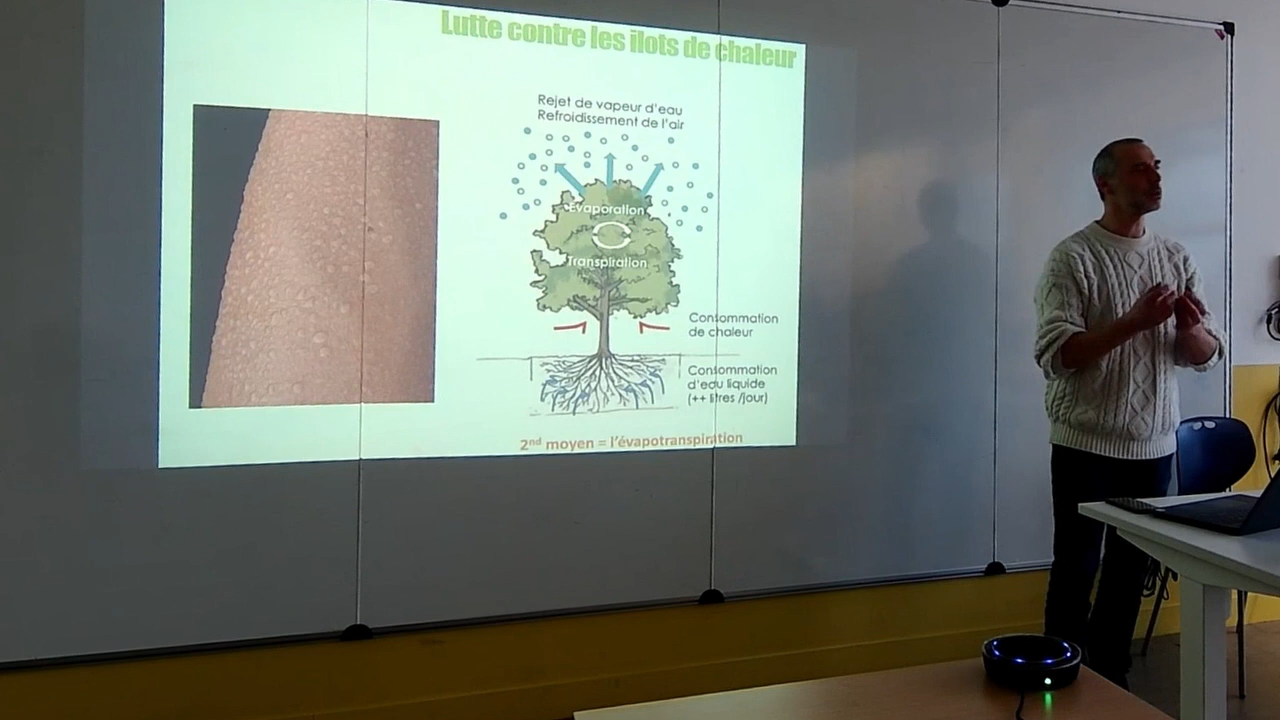 Lutte contre les îlots de chaleur
Rejet de vapeur d'eau
Refroidissement de l'air
Évaporation
Transpiration
Consommation
de chaleur
Consommation
d'eau liquide
(++ litres /jour)
2nd moyen = l'évapotranspiration